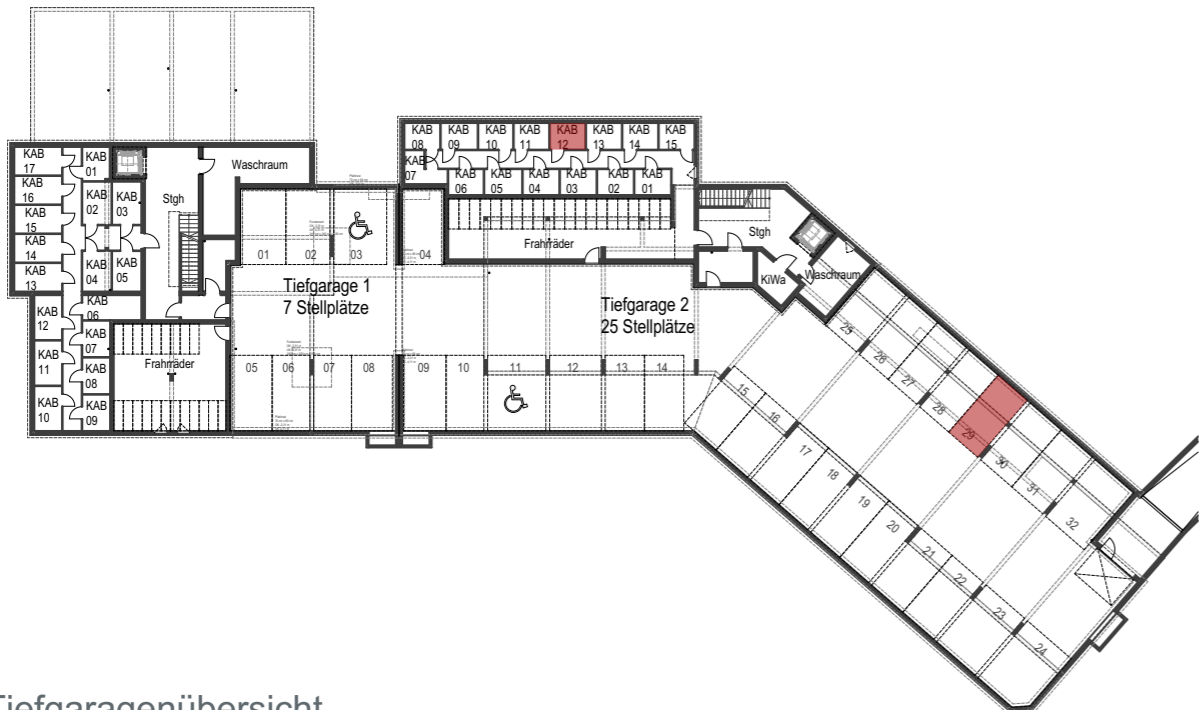 KAB 08
KAB 09
KAB 10
KAB 11
KAB 12
KAB 13
KAB 14
KAB 15
KAB 07
KAB 06
KAB 05
KAB 04
KAB 03
KAB 02
KAB 01
KAB 17
KAB 16
KAB 15
KAB 14
KAB 13
KAB 12
KAB 11
KAB 10
KAB 01
KAB 02
KAB 03
KAB 04
KAB 05
KAB 06
KAB 07
KAB 08
KAB 09
Stgh
Waschraum
Frahrräder
01
02
03
04
Tiefgarage 1
7 Stellplätze
05
06
07
08
Frahrräder
Stgh
KiWa
Waschraum
Tiefgarage 2
25 Stellplätze
09
10
11
12
13
14
15
16
17
18
19
20
21
22
23
24
25
26
27
28
29
30
31
32
Tiefgaragenübersicht